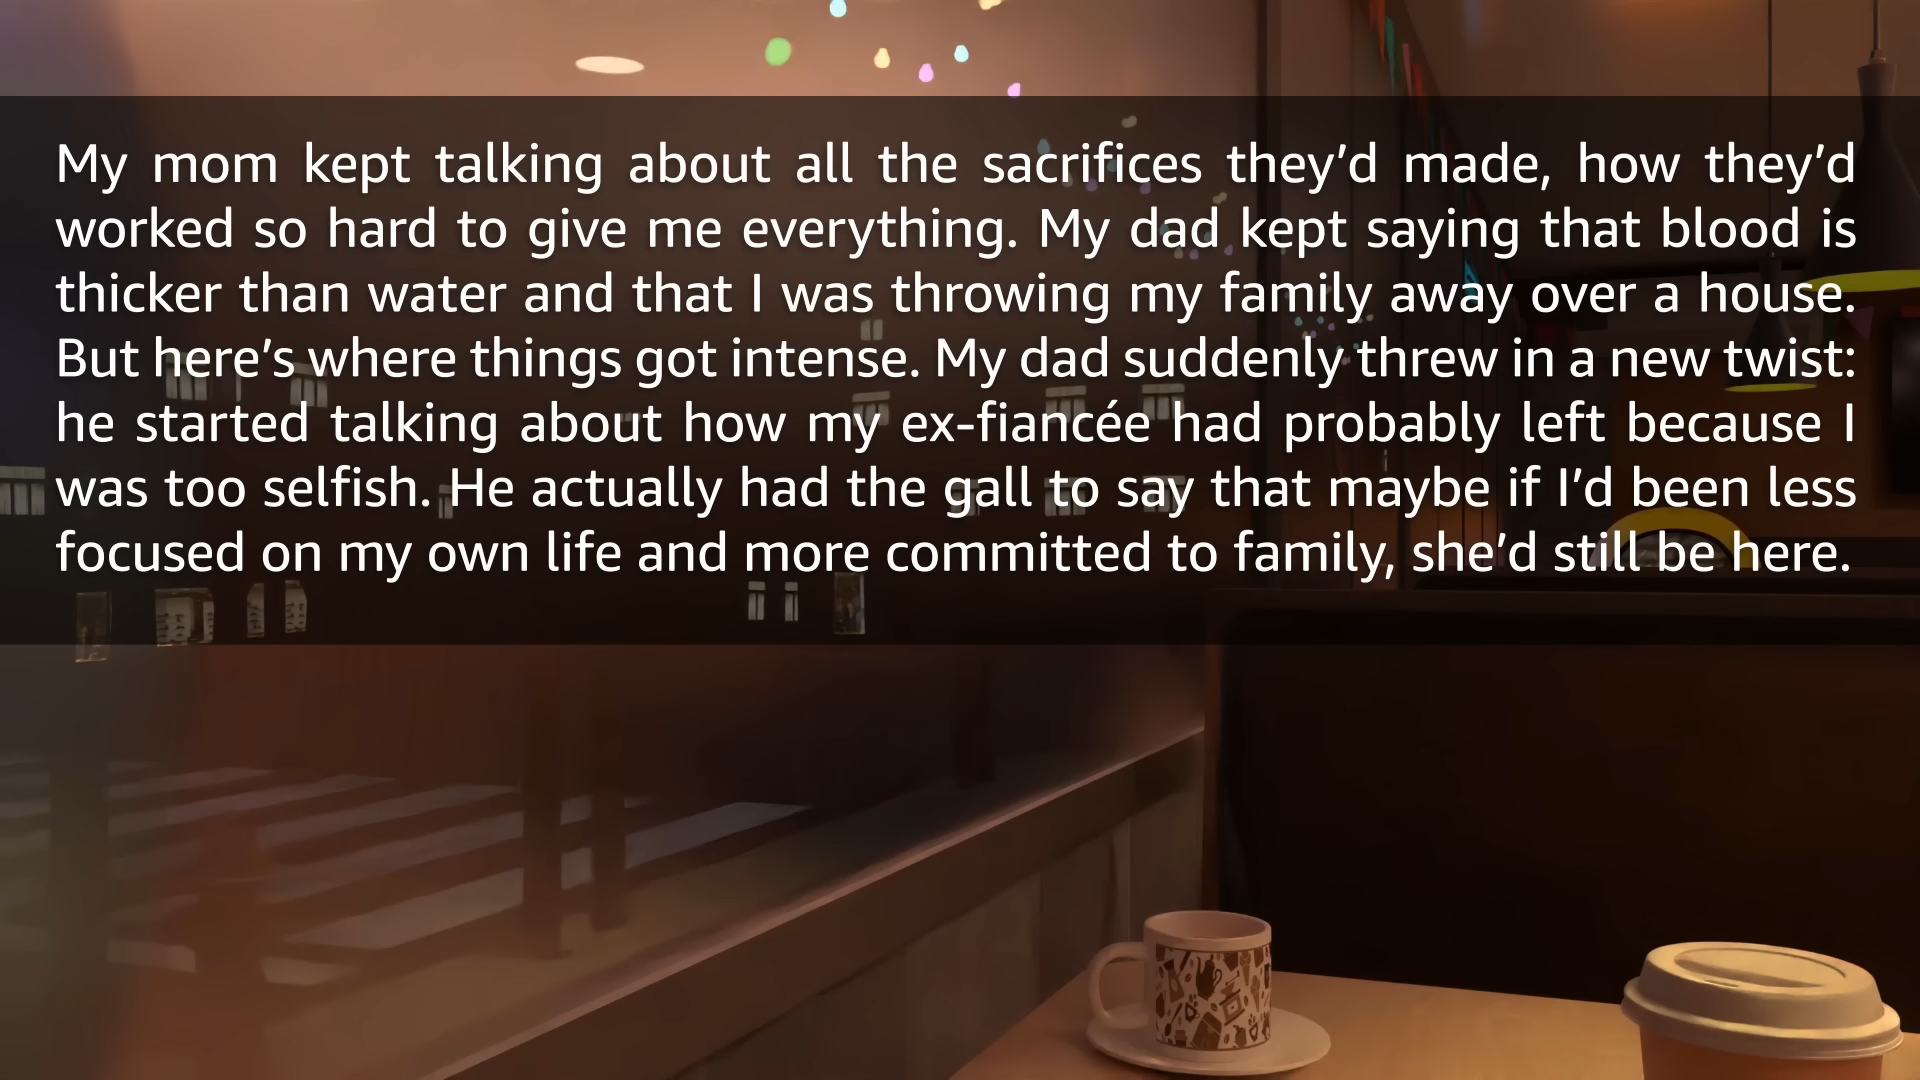 My mom kept talking about all the sacrifices they’d made, how they’d
worked so hard to give me everything. My dad kept saying that blood is
thicker than water and that I was throwing my family away over a house.
But here’s where things got intense. My dad suddenly threw in a new twist:
he started talking about how my ex-fiancée had probably left because I
was too selfish. He actually had the gall to say that maybe if I’d been less
focused on my own life and more committed to family, she’d still be here.